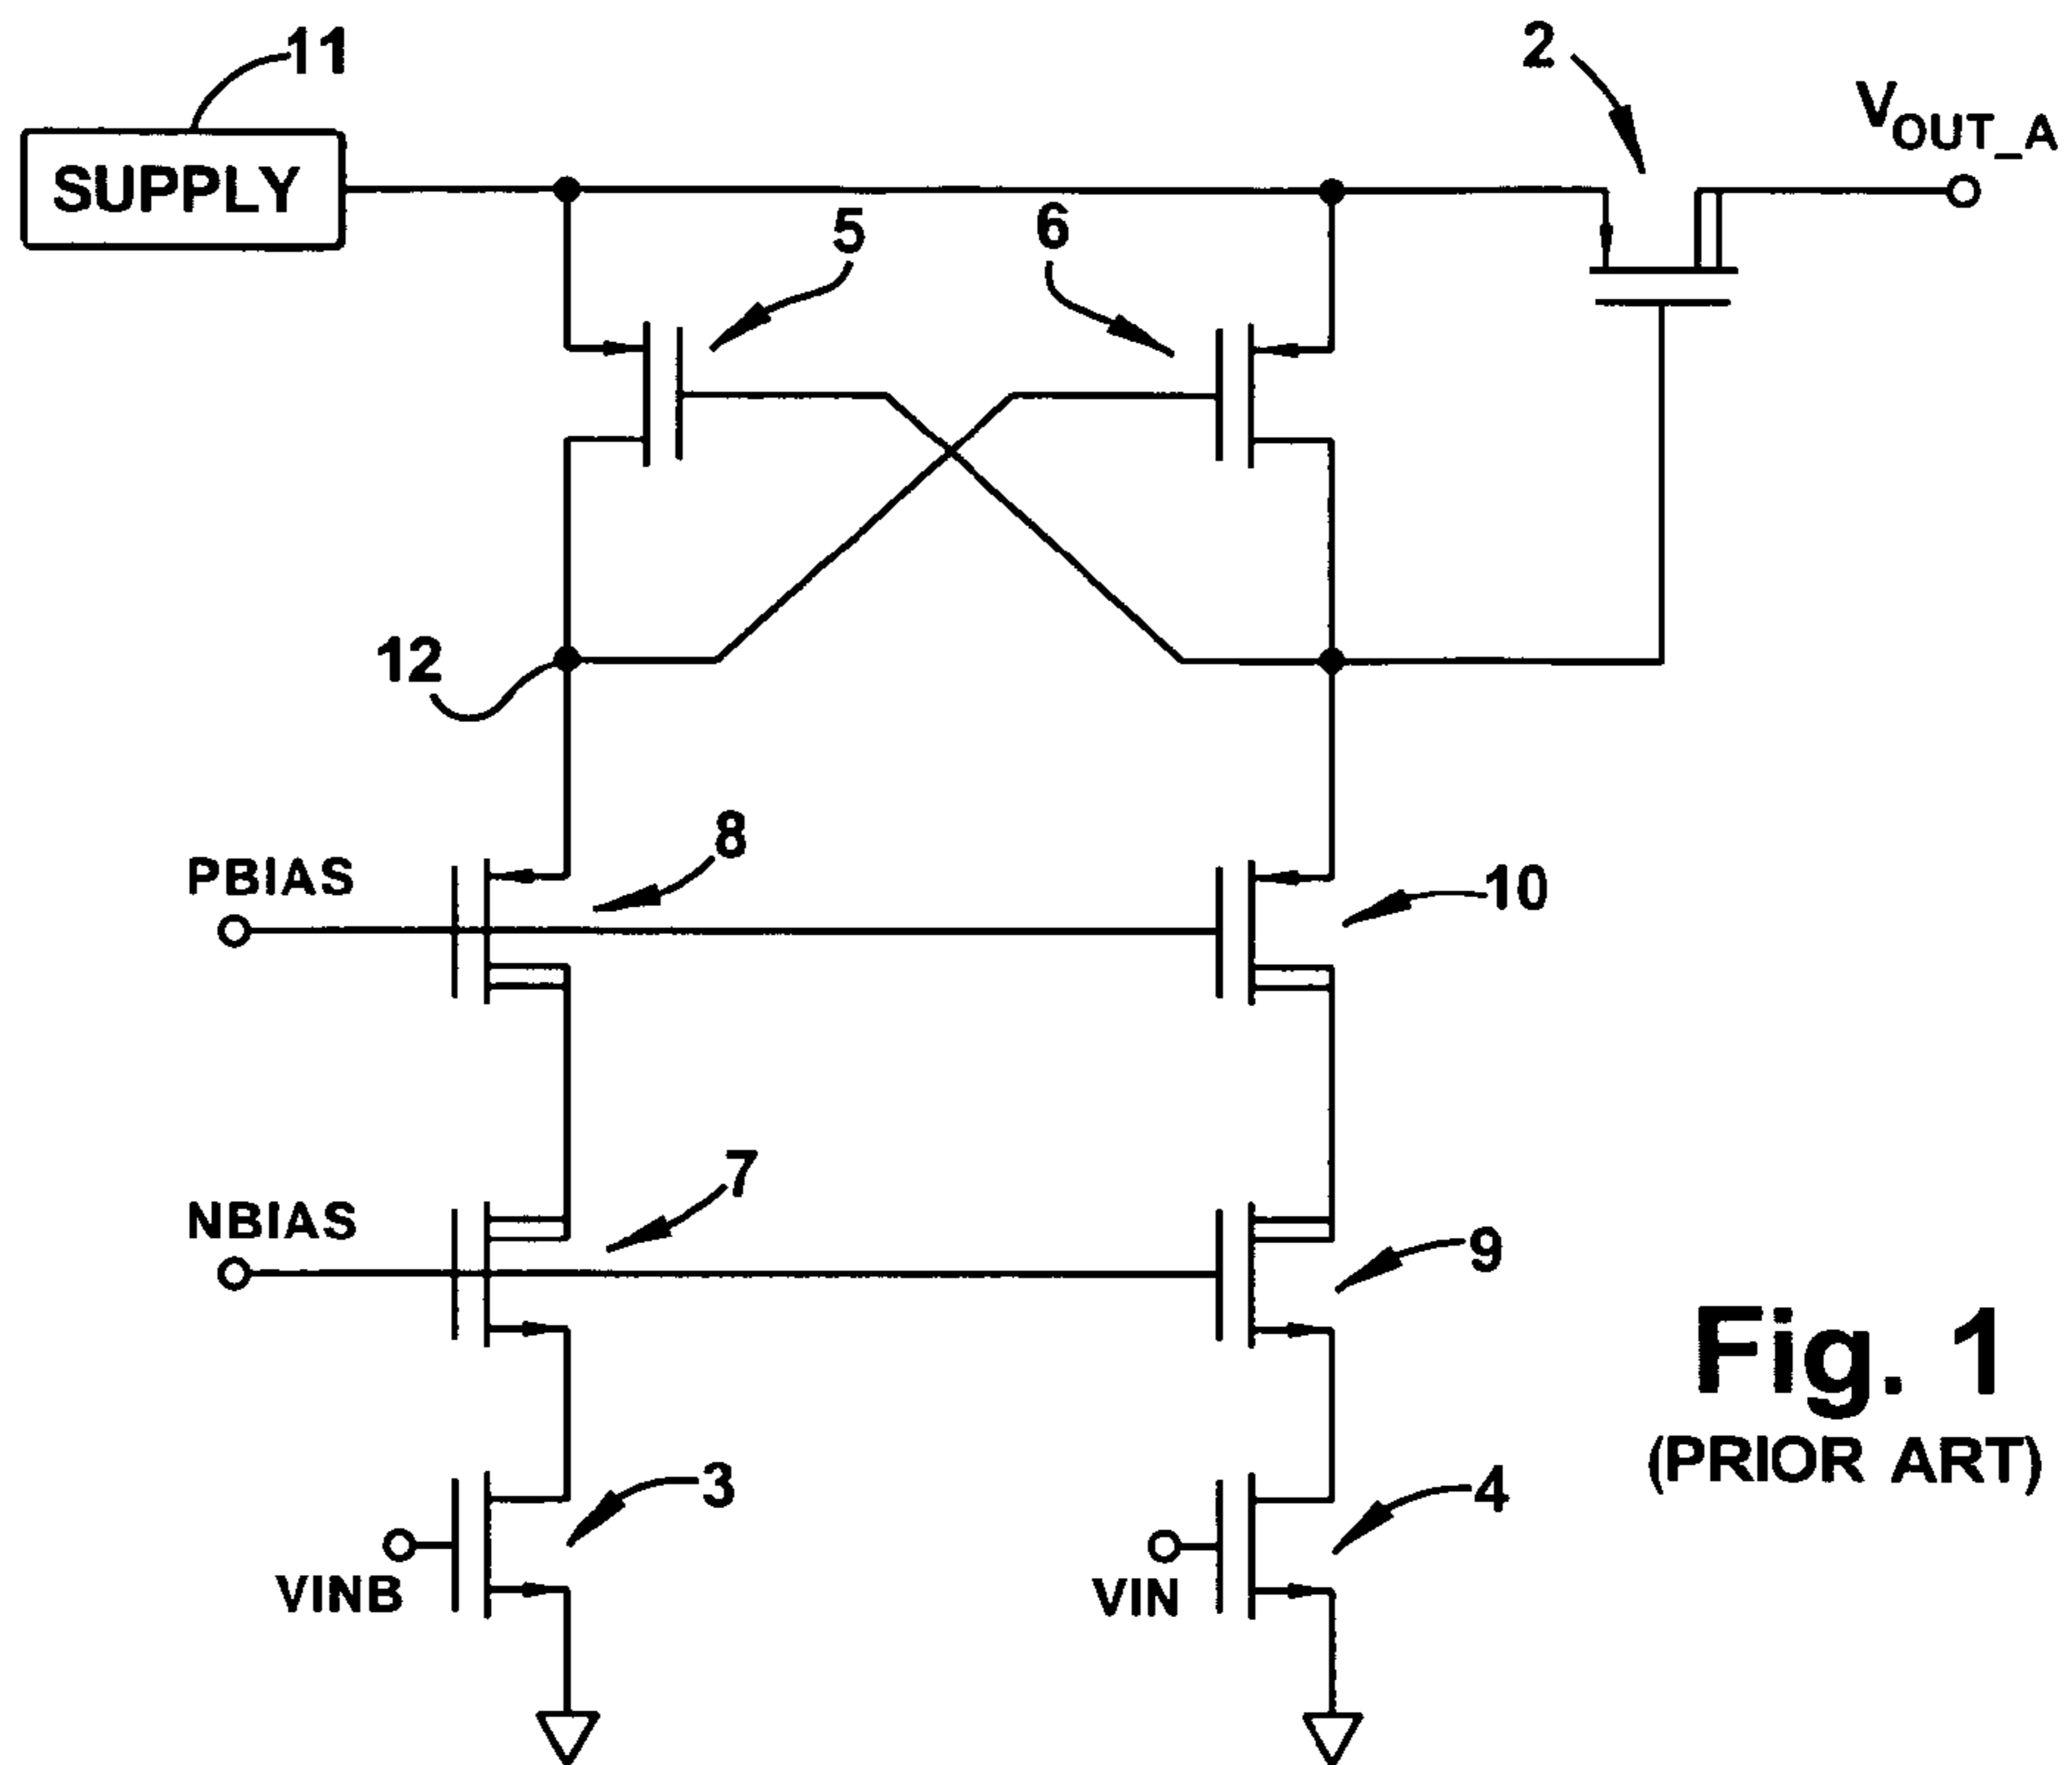 11
2
V_OUT_A
SUPPLY
5
6
12
8
PBIAS
10
7
NBIAS
9
Fig. 1
(PRIOR ART)
3
4
VINB
VIN